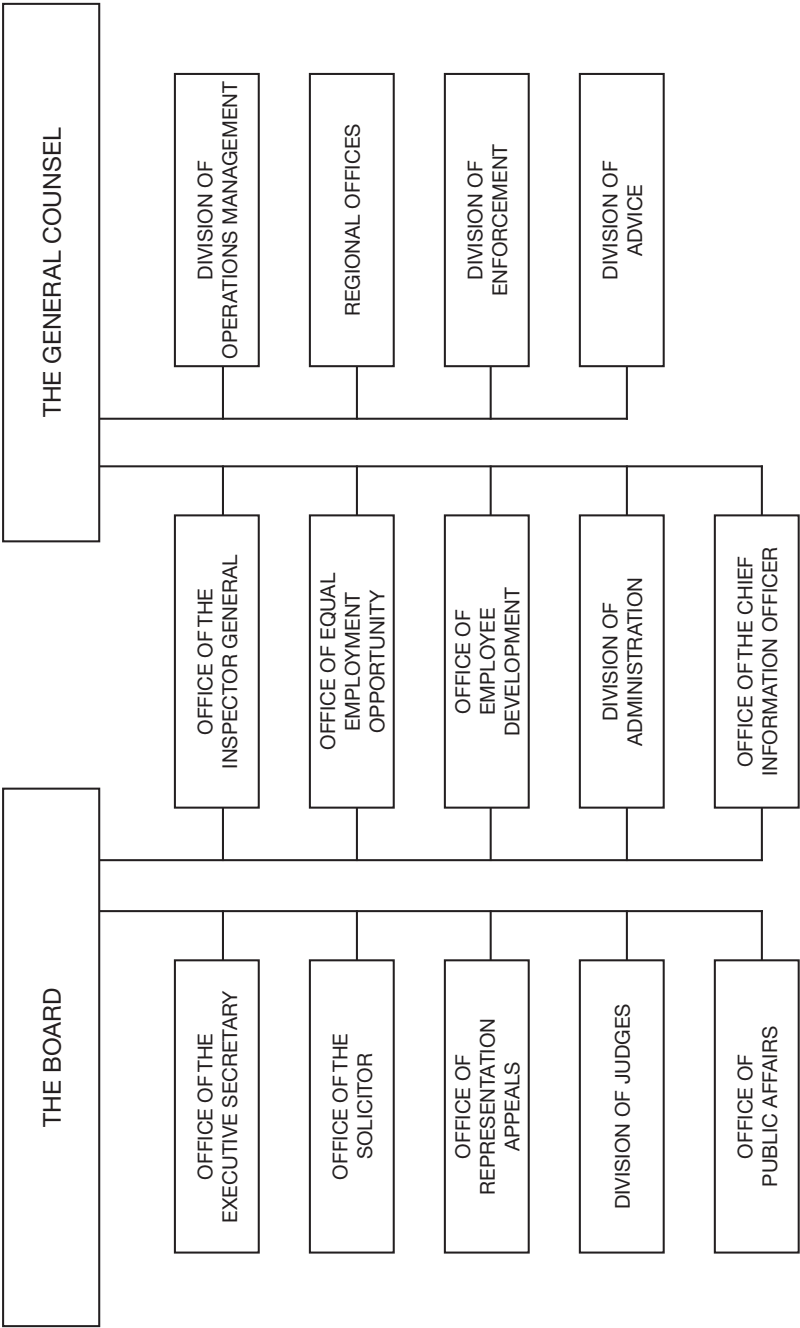 THE BOARD
THE GENERAL COUNSEL
OFFICE OF THE
EXECUTIVE SECRETARY
OFFICE OF THE
SOLICITOR
OFFICE OF
REPRESENTATION
APPEALS
DIVISION OF JUDGES
OFFICE OF
PUBLIC AFFAIRS
OFFICE OF THE
INSPECTOR GENERAL
OFFICE OF EQUAL
EMPLOYMENT
OPPORTUNITY
OFFICE OF
EMPLOYEE
DEVELOPMENT
DIVISION OF
ADMINISTRATION
OFFICE OF THE CHIEF
INFORMATION OFFICER
DIVISION OF
OPERATIONS MANAGEMENT
REGIONAL OFFICES
DIVISION OF
ENFORCEMENT
DIVISION OF
ADVICE